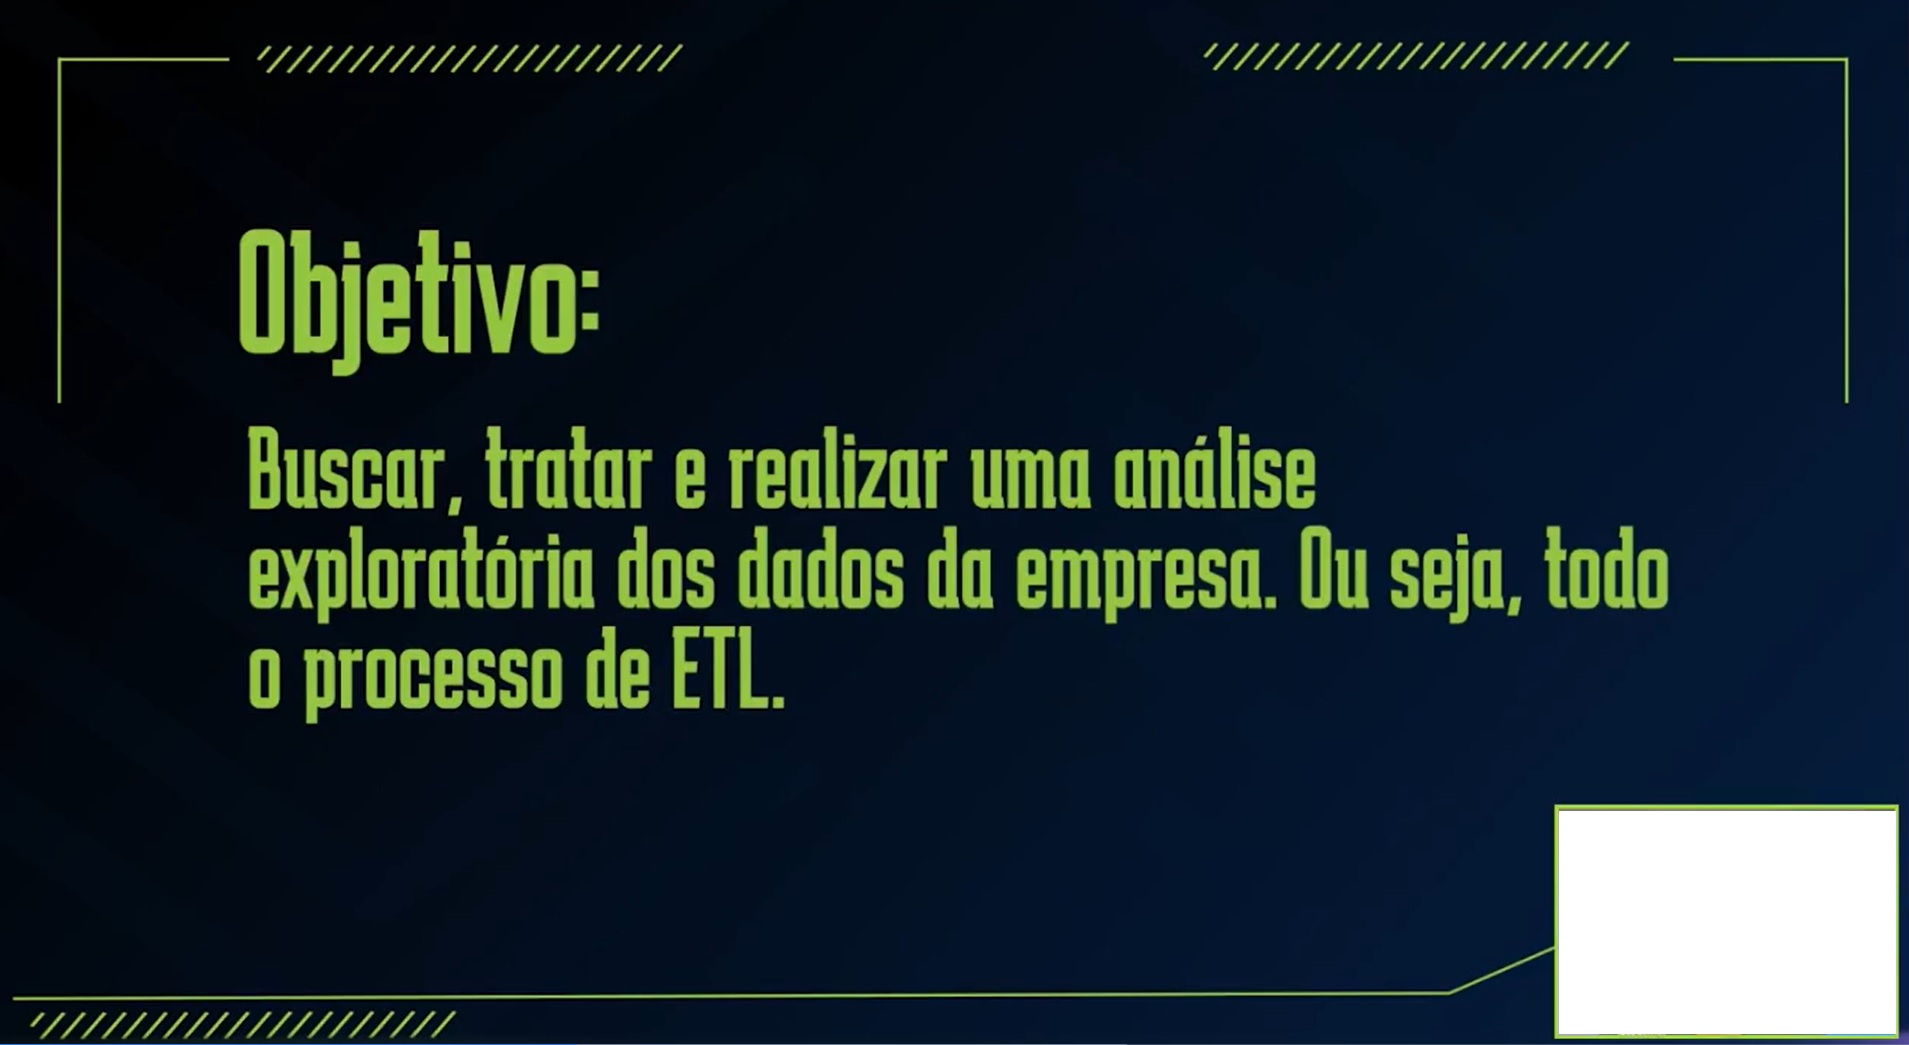 Objetivo:
Buscar, tratar e realizar uma análise
exploratória dos dados da empresa. Ou seja, todo
o processo de ETL.